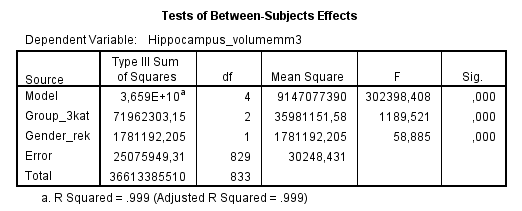 Tests of Between-Subjects Effects
Dependent Variable: Hippocampus_volumemm3
Source Type III Sum of Squares df Mean Square F Sig.
Model 3,659E+10a 4 9147077390 302398,408 ,000
Group_3kat 71962303,15 2 35981151,58 1189,521 ,000
Gender_rek 1781192,205 1 1781192,205 58,885 ,000
Error 25075949,31 829 30248,431
Total 36613385510 833
a. R Squared = .999 (Adjusted R Squared = .999)